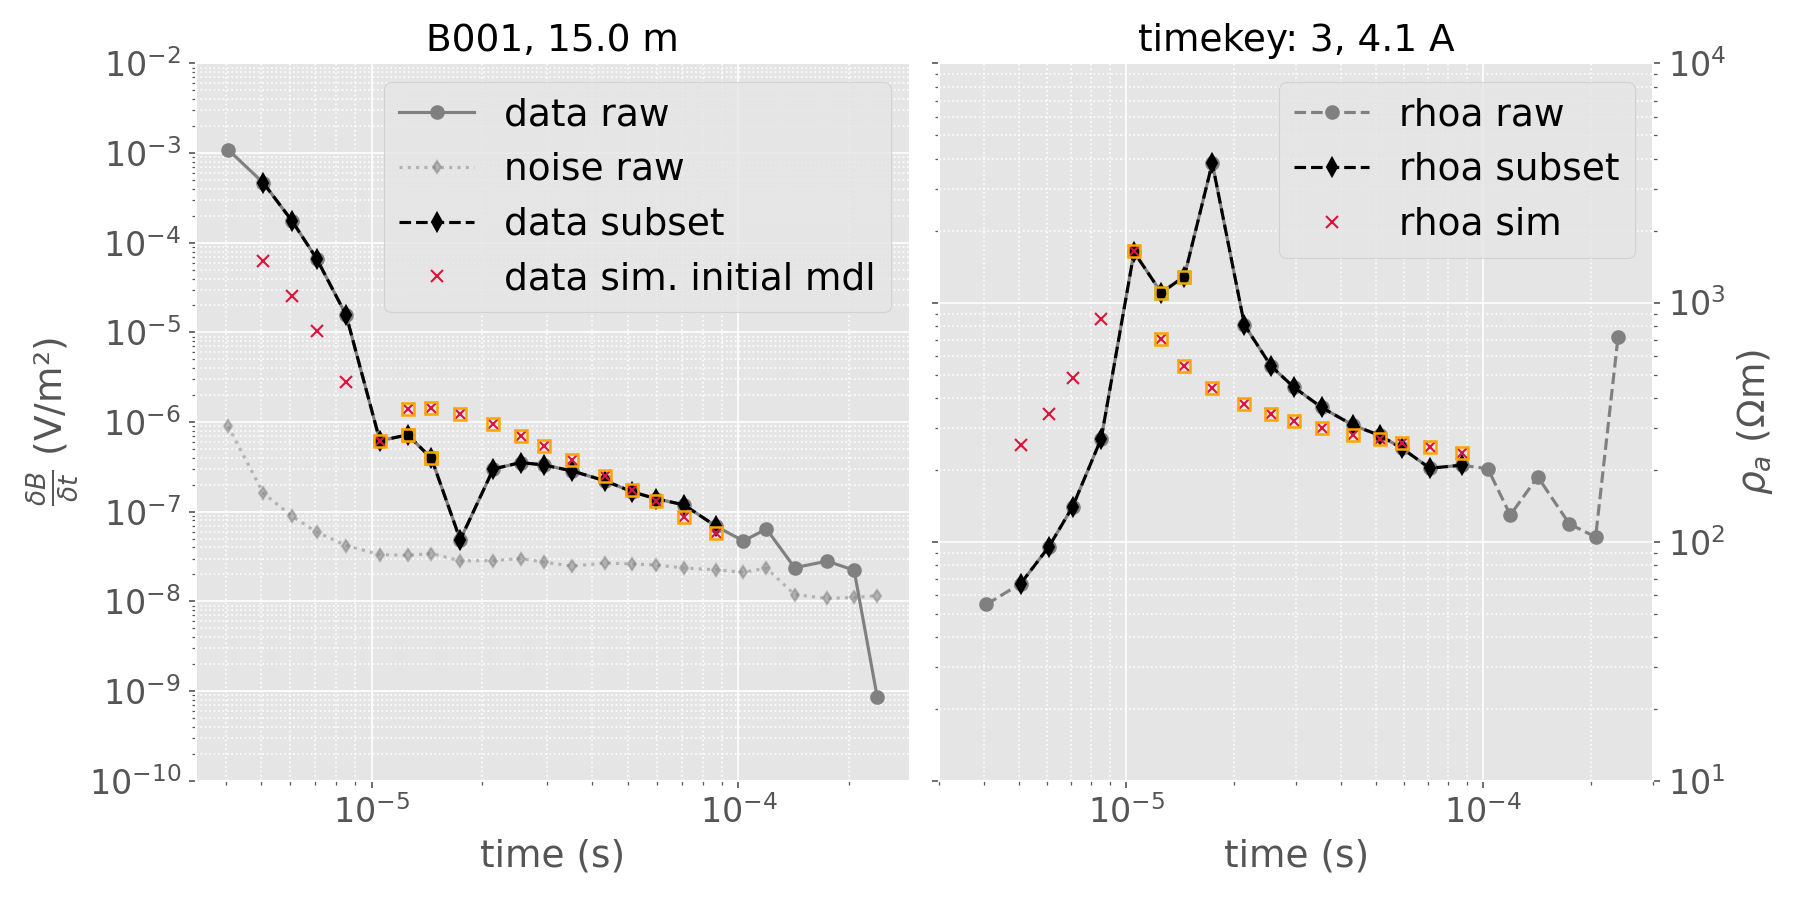 B001, 15.0 m
timekey: 3, 4.1 A
10⁻²
10⁻³
10⁻⁴
10⁻⁵
10⁻⁶
10⁻⁷
10⁻⁸
10⁻⁹
10⁻¹⁰
δB/δt (V/m²)
data raw
noise raw
data subset
data sim. initial mdl
10⁻⁵
10⁻⁴
time (s)
rhoa raw
rhoa subset
rhoa sim
10⁴
10³
10²
10¹
ρₐ (Ωm)
10⁻⁵
10⁻⁴
time (s)